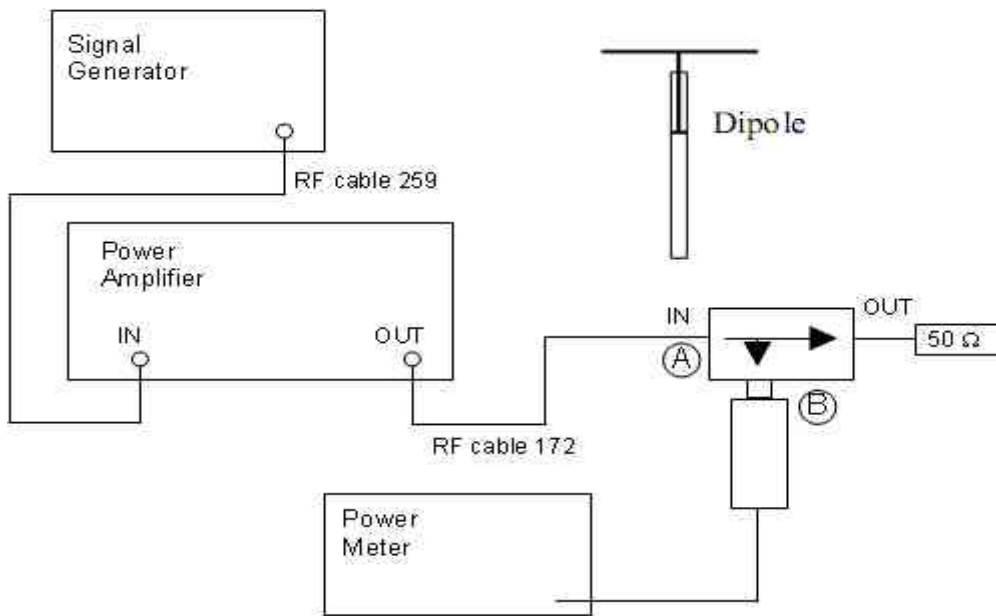 Signal
Generator
RF cable 259
Dipole
Power
Amplifier
IN
OUT
RF cable 172
IN
OUT
A
50 Ω
B
Power
Meter